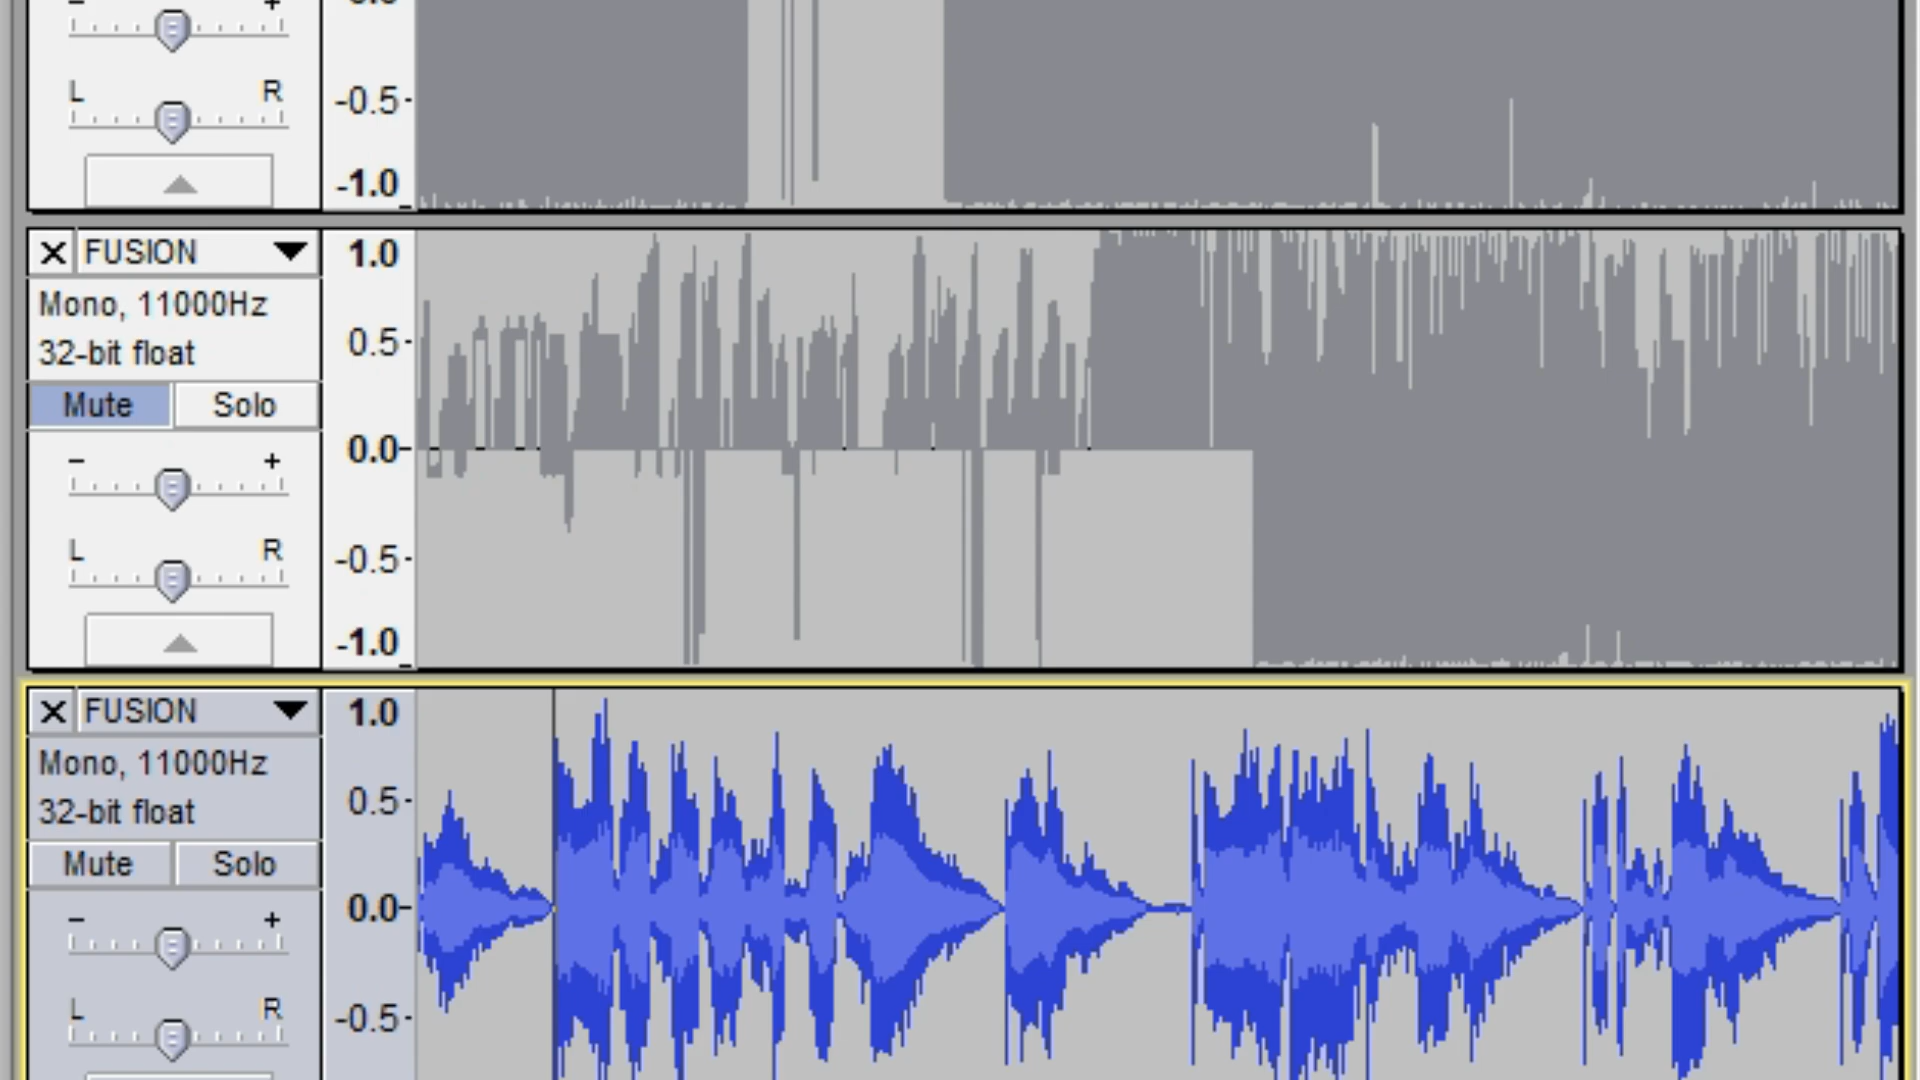 - +
L R
-0.5
-1.0
X FUSION
Mono, 11000Hz
32-bit float
Mute Solo
- +
L R
1.0
0.5
0.0
-0.5
-1.0
X FUSION
Mono, 11000Hz
32-bit float
Mute Solo
- +
L R
1.0
0.5
0.0
-0.5